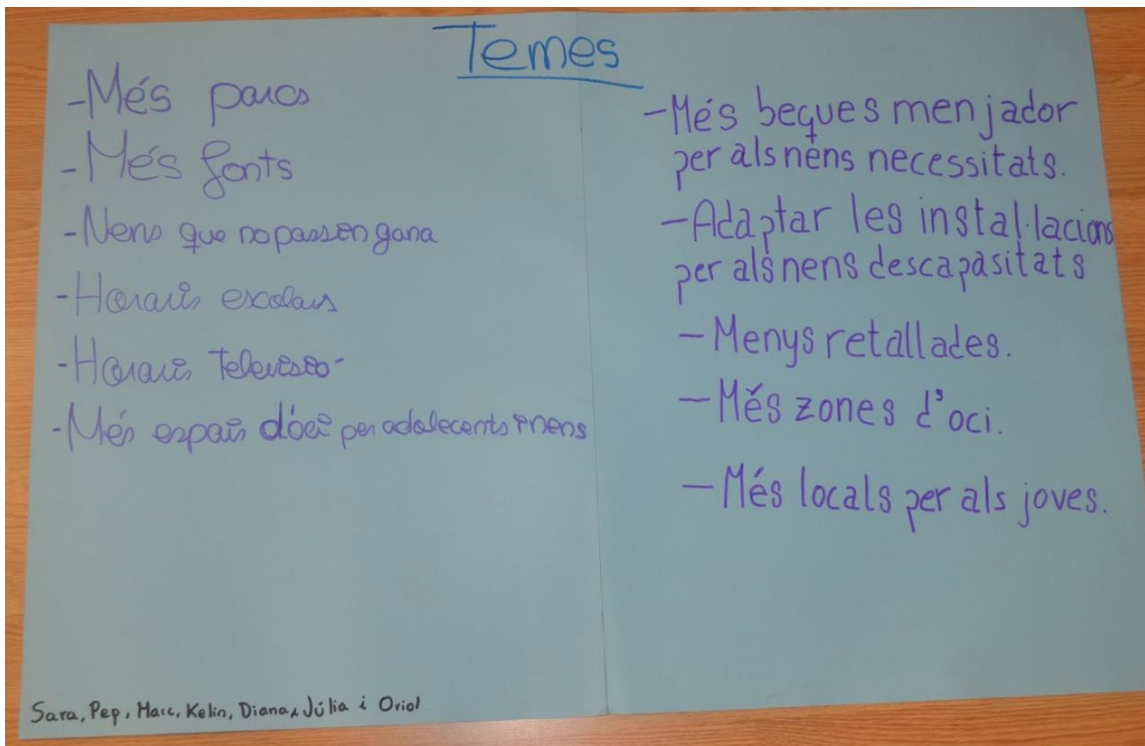 Temes
-Més parcs
-Més fonts
-Nens que no passen gana
-Horaris escolars
-Horaris televisió-
-Més espais d'oci per adolecents i nens
-Més beques menjador
per als nens necessitats.
-Adaptar les instal·lacions
per als nens descapasitats
-Menys retallades.
-Més zones d'oci.
-Més locals per als joves.
Sara, Pep, Marc, Kelin, Diana, Júlia i Oriol